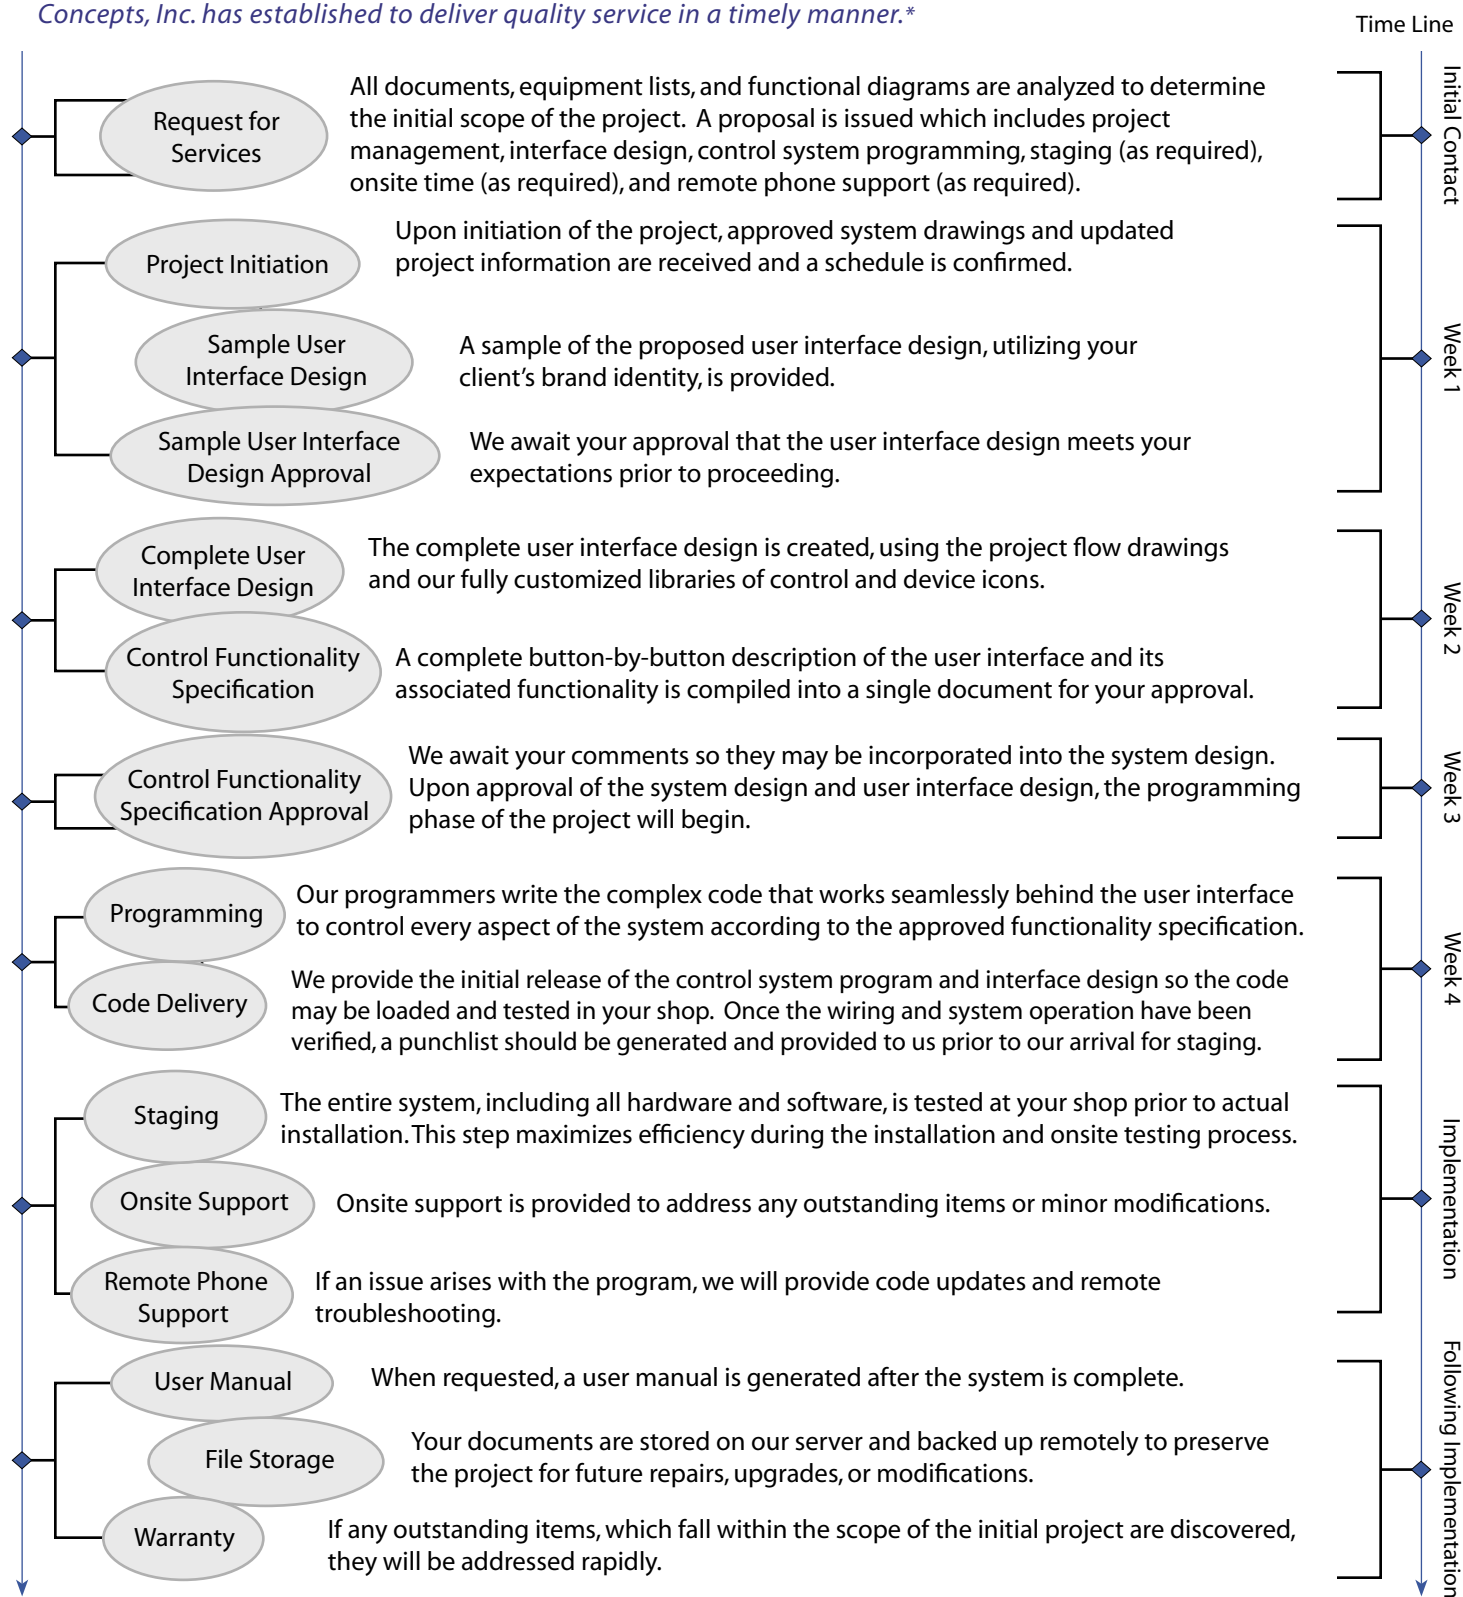 Concepts, Inc. has established to deliver quality service in a timely manner.*
Time Line
Initial Contact
Request for
Services
All documents, equipment lists, and functional diagrams are analyzed to determine
the initial scope of the project. A proposal is issued which includes project
management, interface design, control system programming, staging (as required),
onsite time (as required), and remote phone support (as required).
Week 1
Project Initiation
Upon initiation of the project, approved system drawings and updated
project information are received and a schedule is confirmed.
Sample User
Interface Design
A sample of the proposed user interface design, utilizing your
client's brand identity, is provided.
Sample User Interface
Design Approval
We await your approval that the user interface design meets your
expectations prior to proceeding.
Week 2
Complete User
Interface Design
The complete user interface design is created, using the project flow drawings
and our fully customized libraries of control and device icons.
Control Functionality
Specification
A complete button-by-button description of the user interface and its
associated functionality is compiled into a single document for your approval.
Week 3
Control Functionality
Specification Approval
We await your comments so they may be incorporated into the system design.
Upon approval of the system design and user interface design, the programming
phase of the project will begin.
Week 4
Programming
Our programmers write the complex code that works seamlessly behind the user interface
to control every aspect of the system according to the approved functionality specification.
Code Delivery
We provide the initial release of the control system program and interface design so the code
may be loaded and tested in your shop. Once the wiring and system operation have been
verified, a punchlist should be generated and provided to us prior to our arrival for staging.
Implementation
Staging
The entire system, including all hardware and software, is tested at your shop prior to actual
installation. This step maximizes efficiency during the installation and onsite testing process.
Onsite Support
Onsite support is provided to address any outstanding items or minor modifications.
Remote Phone
Support
If an issue arises with the program, we will provide code updates and remote
troubleshooting.
Following Implementation
User Manual
When requested, a user manual is generated after the system is complete.
File Storage
Your documents are stored on our server and backed up remotely to preserve
the project for future repairs, upgrades, or modifications.
Warranty
If any outstanding items, which fall within the scope of the initial project are discovered,
they will be addressed rapidly.